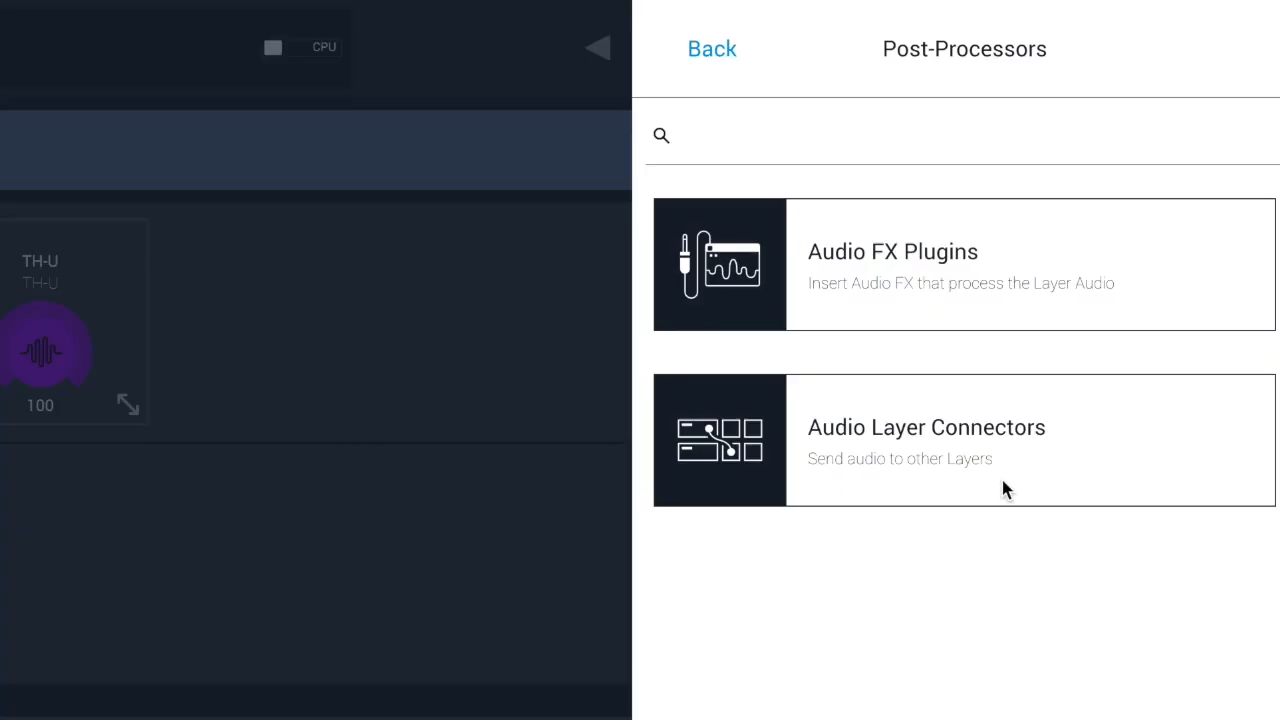 CPU
Back
Post-Processors
Audio FX Plugins
Insert Audio FX that process the Layer Audio
TH-U
TH-U
100
Audio Layer Connectors
Send audio to other Layers